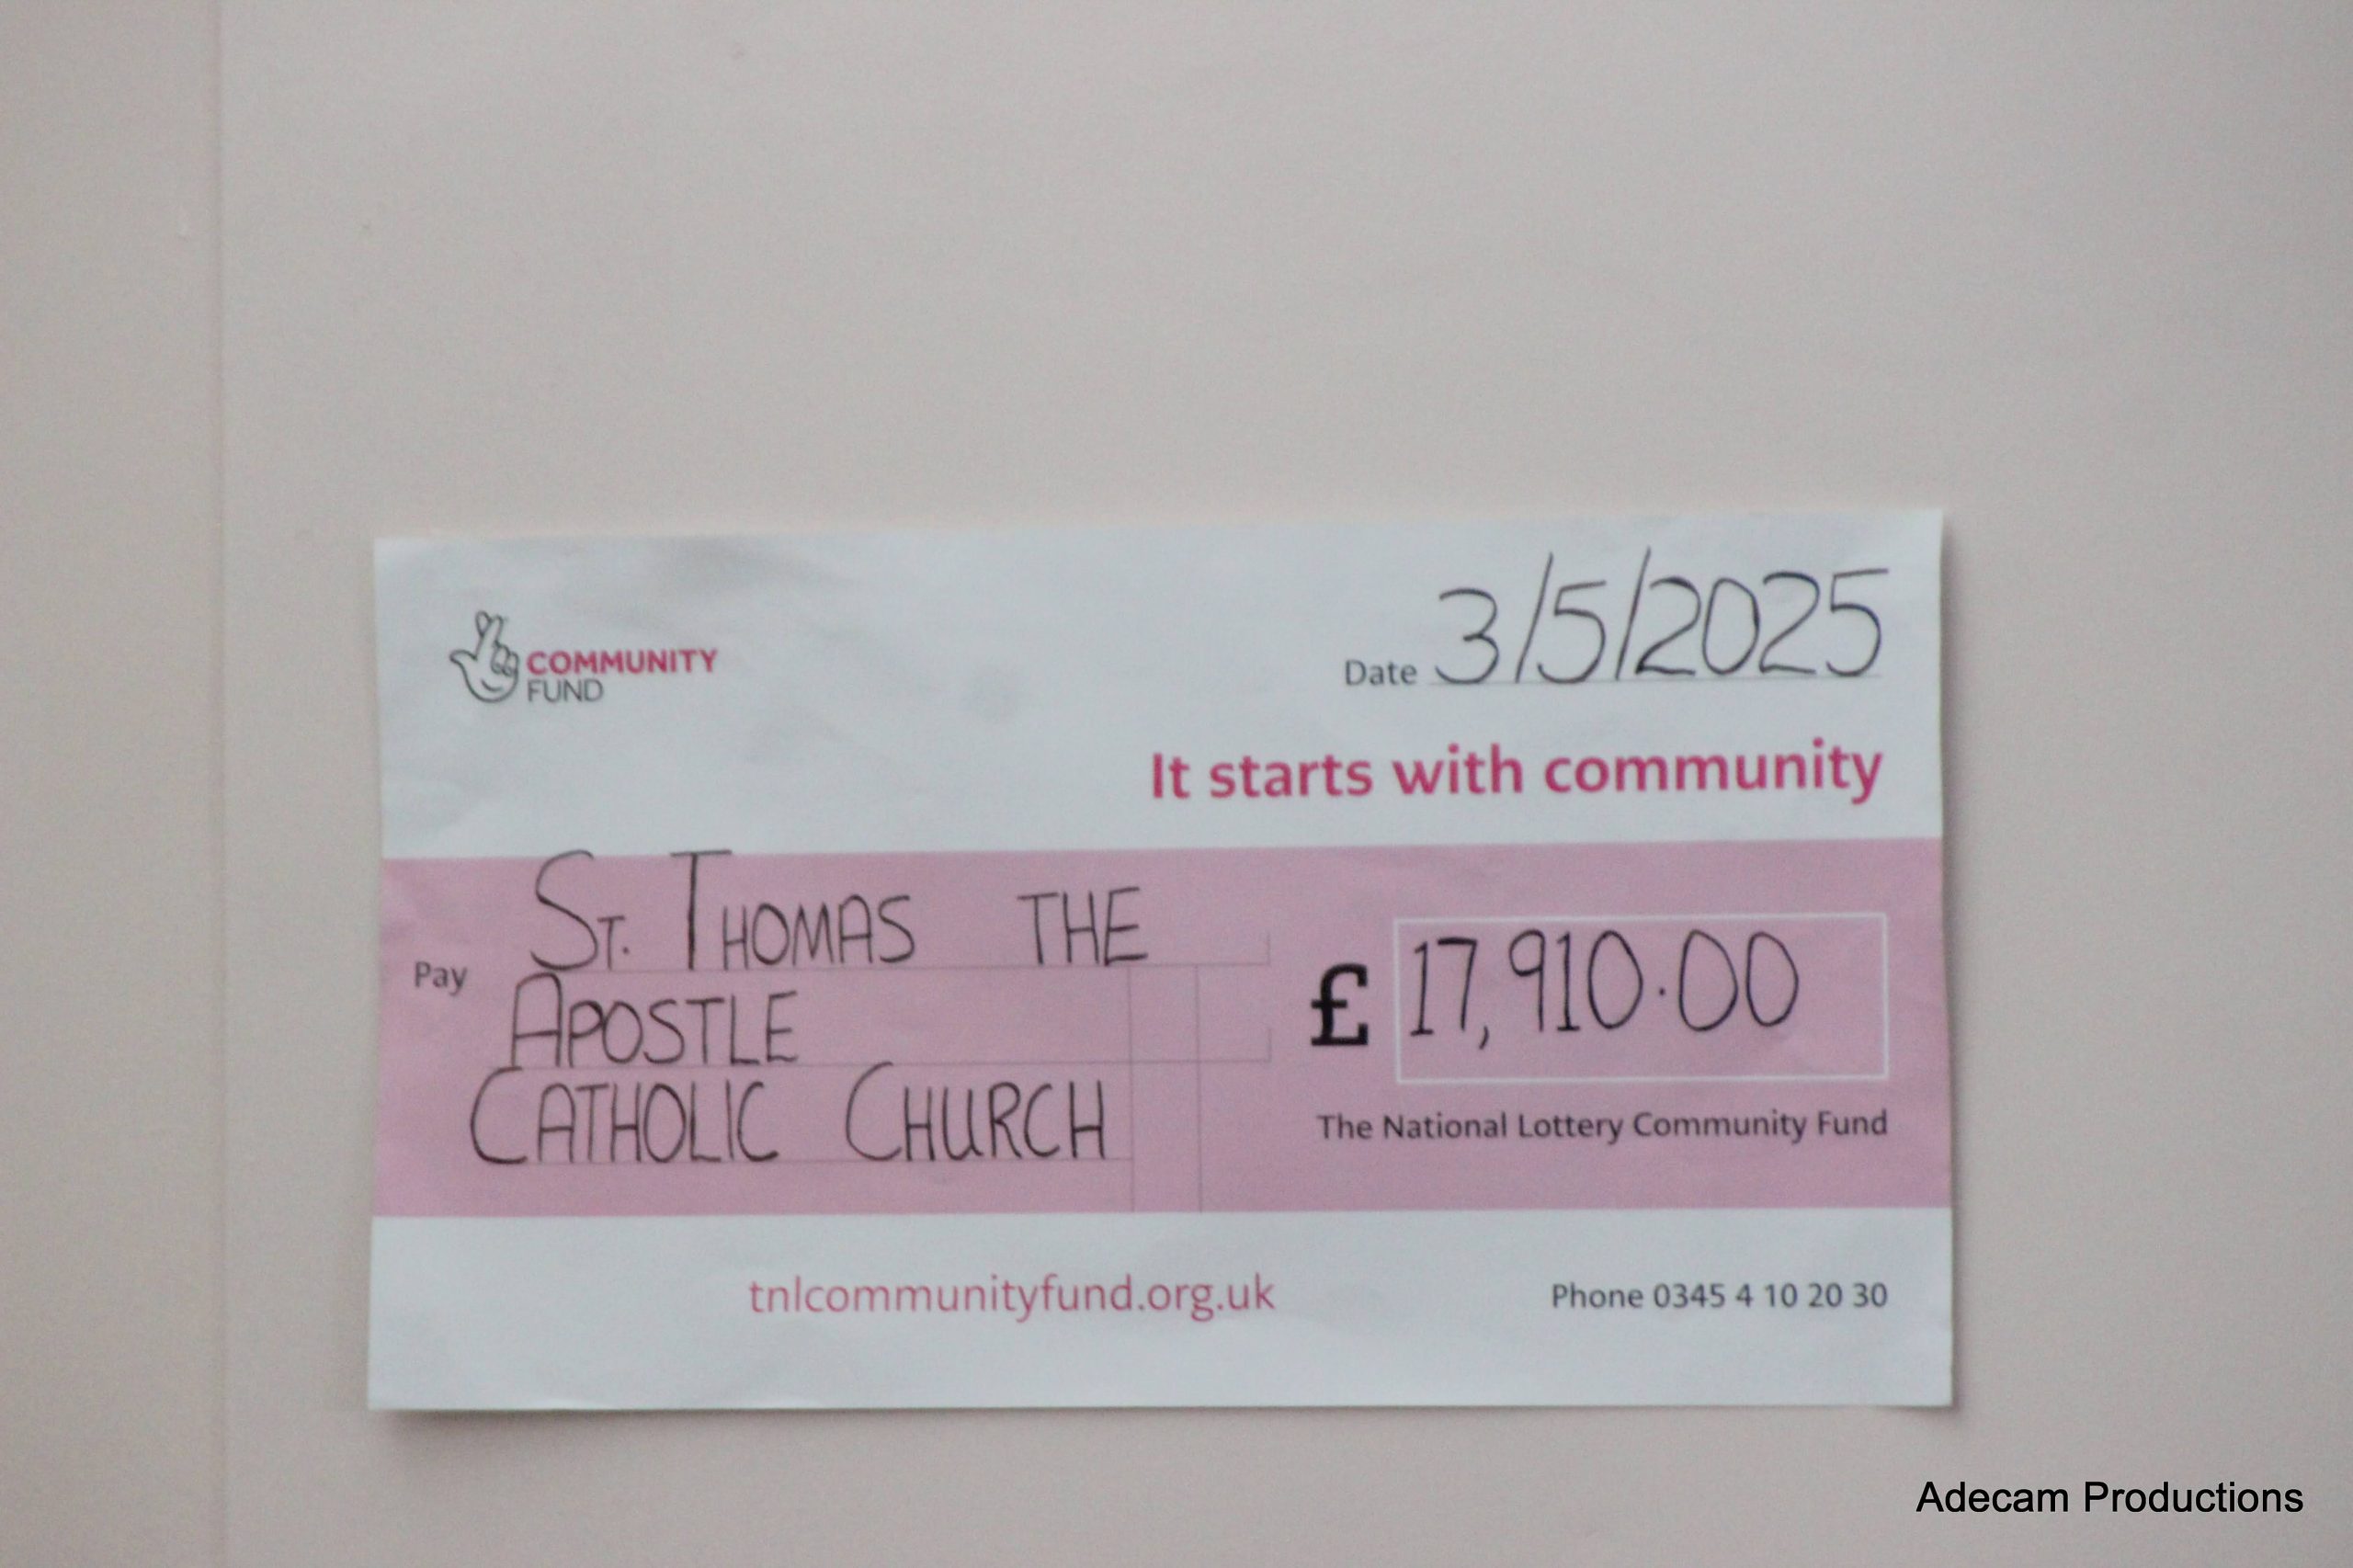 COMMUNITY
FUND
Date 3/5/2025
It starts with community
Pay
St. Thomas the
Apostle
Catholic Church
£ 17,910.00
The National Lottery Community Fund
tnlcommunityfund.org.uk
Phone 0345 4 10 20 30
Adecam Productions